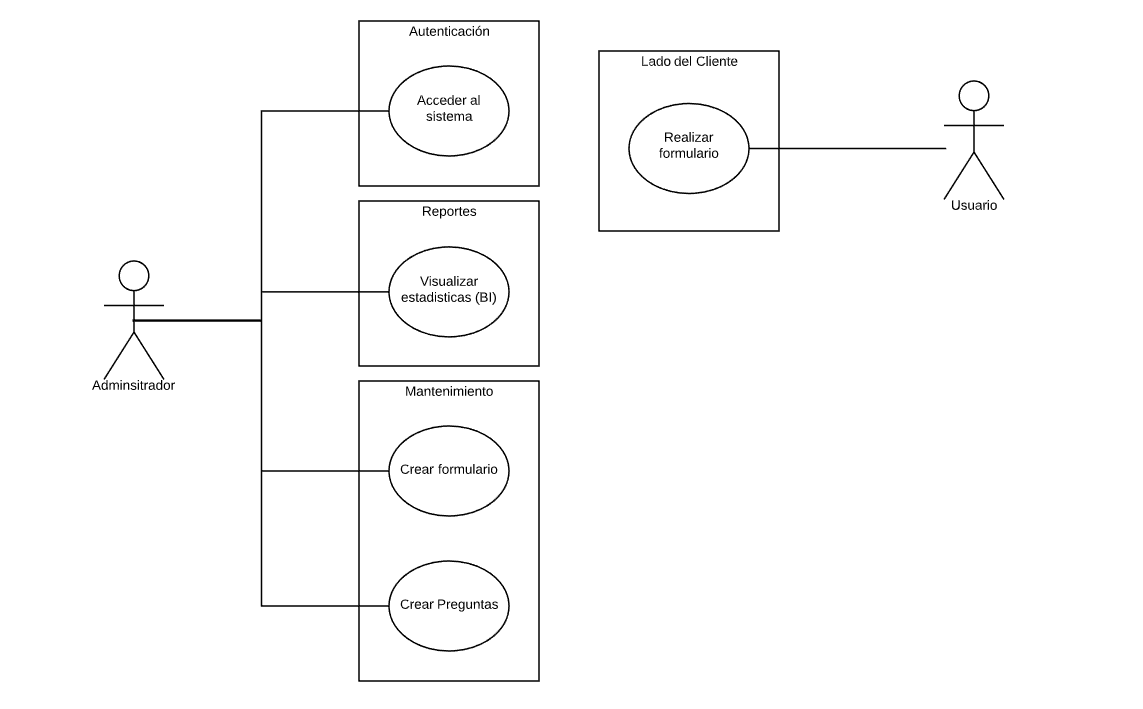 Autenticación
Acceder al
sistema
Lado del Cliente
Realizar
formulario
Usuario
Reportes
Visualizar
estadisticas (BI)
Adminsitrador
Mantenimiento
Crear formulario
Crear Preguntas